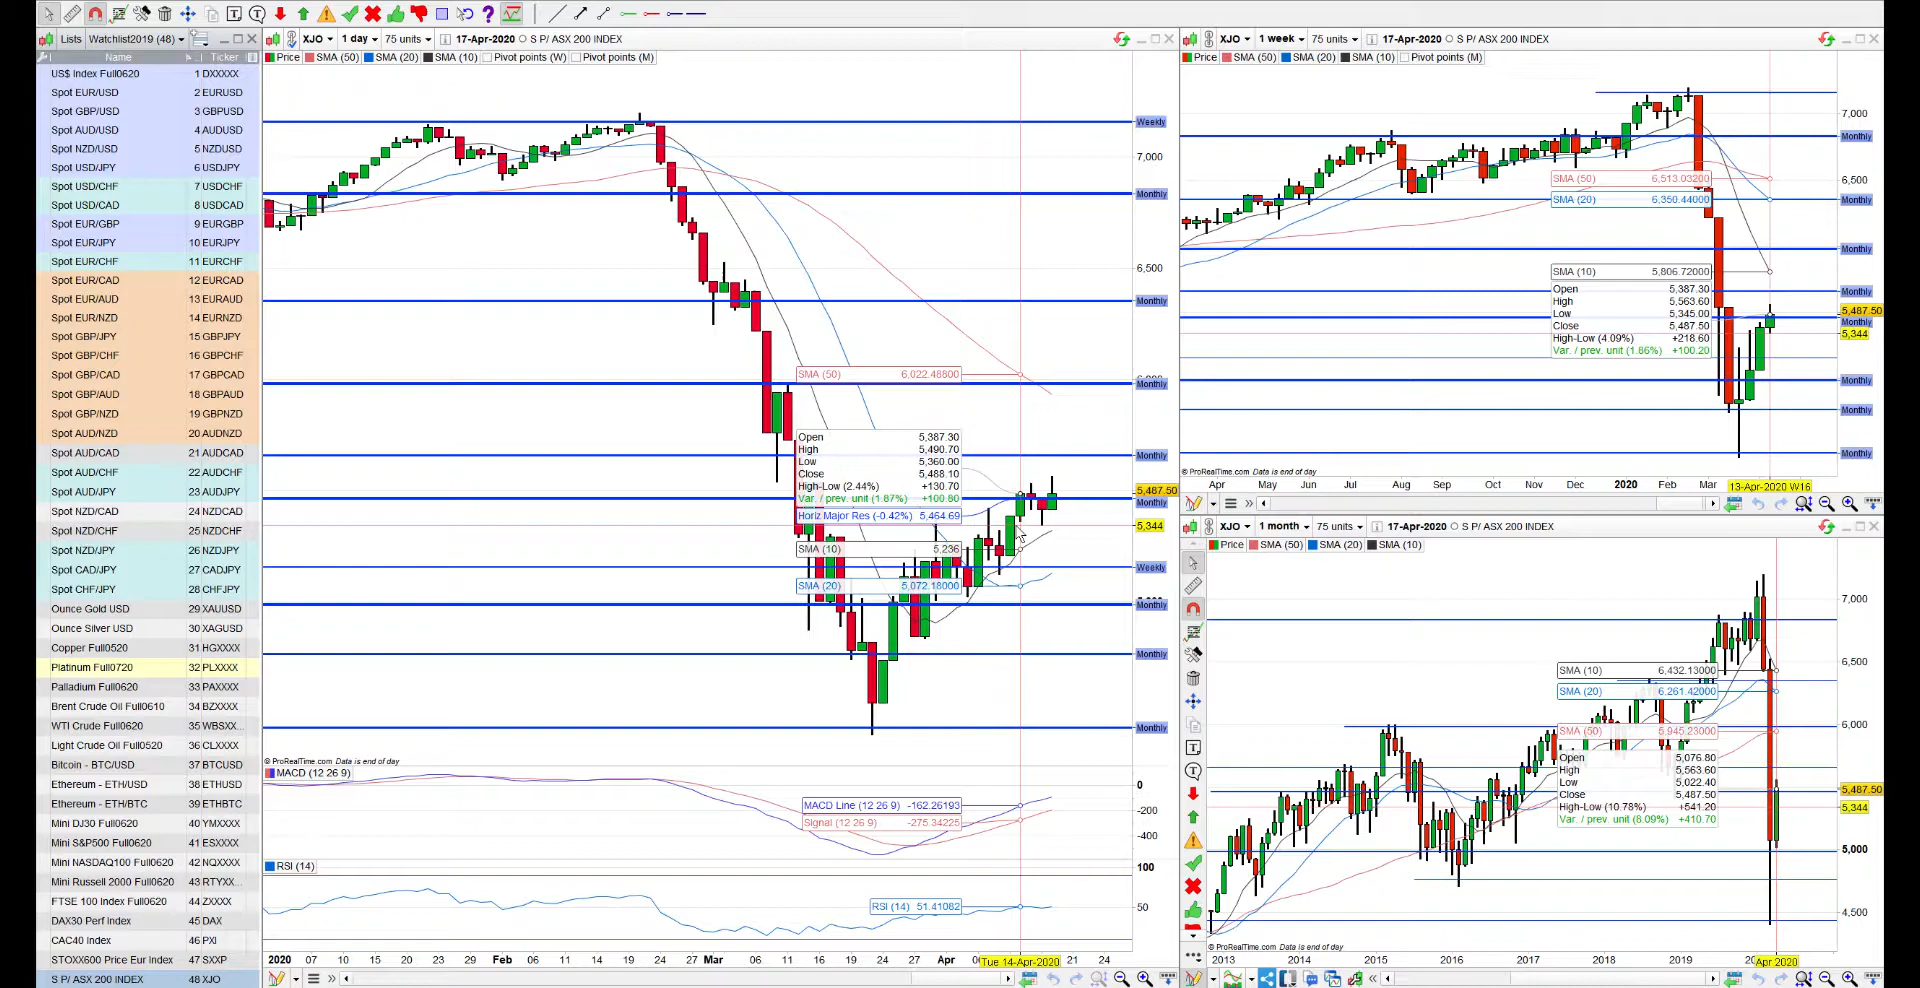 Lists Watchlist2019 (48)
Name Ticker
US$ Index Full0620 1 DXXXXX
Spot EUR/USD 2 EURUSD
Spot GBP/USD 3 GBPUSD
Spot AUD/USD 4 AUDUSD
Spot NZD/USD 5 NZDUSD
Spot USD/JPY 6 USDJPY
Spot USD/CHF 7 USDCHF
Spot USD/CAD 8 USDCAD
Spot EUR/GBP 9 EURGBP
Spot EUR/JPY 10 EURJPY
Spot EUR/CHF 11 EURCHF
Spot EUR/CAD 12 EURCAD
Spot EUR/AUD 13 EURAUD
Spot EUR/NZD 14 EURNZD
Spot GBP/JPY 15 GBPJPY
Spot GBP/CHF 16 GBPCHF
Spot GBP/CAD 17 GBPCAD
Spot GBP/AUD 18 GBPAUD
Spot GBP/NZD 19 GBPNZD
Spot AUD/NZD 20 AUDNZD
Spot AUD/CAD 21 AUDCAD
Spot AUD/CHF 22 AUDCHF
Spot AUD/JPY 23 AUDJPY
Spot NZD/CAD 24 NZDCAD
Spot NZD/CHF 25 NZDCHF
Spot NZD/JPY 26 NZDJPY
Spot CAD/JPY 27 CADJPY
Spot CHF/JPY 28 CHFJPY
Ounce Gold USD 29 XAUUSD
Ounce Silver USD 30 XAGUSD
Copper Full0520 31 HGXXXX
Platinum Full0720 32 PLXXXX
Palladium Full0620 33 PAXXXX
Brent Crude Oil Full0610 34 BZXXXX
WTI Crude Full0620 35 WBSXX...
Light Crude Oil Full0520 36 CLXXXX
Bitcoin - BTC/USD 37 BTCUSD
Ethereum - ETH/USD 38 ETHUSD
Ethereum - ETH/BTC 39 ETHBTC
Mini DJ30 Full0620 40 YMXXXX
Mini S&P500 Full0620 41 ESXXXX
Mini NASDAQ100 Full0620 42 NQXXXX
Mini Russell 2000 Full0620 43 RTYXX...
FTSE 100 Index Full0620 44 ZXXXX
DAX30 Perf Index 45 DAX
CAC40 Index 46 PXI
STOXX600 Price Eur Index 47 SXXP
S P/ ASX 200 INDEX 48 XJO
XJO 1 day 75 units 17-Apr-2020 S P/ ASX 200 INDEX
Price SMA (50) SMA (20) SMA (10) Pivot points (W) Pivot points (M)
Weekly
7,000
Monthly
6,500
Monthly
SMA (50) 6,022.48800
Monthly
Open 5,387.30
High 5,490.70
Low 5,360.00
Close 5,488.10
High-Low (2.44%) +130.70
Var. / prev. unit (1.87%) +100.80
Horiz Major Res (-0.42%) 5,464.69
SMA (10) 5,236
SMA (20) 5,072.18000
Monthly
5,487.50
Monthly
5,344
Weekly
Monthly
Monthly
Monthly
© ProRealTime.com Data is end of day
MACD (12 26 9)
MACD Line (12 26 9) -162.26193
Signal (12 26 9) -275.34225
0
-200
-400
RSI (14)
100
RSI (14) 51.41082
50
2020 07 10 15 20 23 29 Feb 06 11 14 19 24 27 Mar 06 11 16 19 24 27 Apr Tue 14-Apr-2020 21 24
XJO 1 week 75 units 17-Apr-2020 S P/ ASX 200 INDEX
Price SMA (50) SMA (20) SMA (10) Pivot points (M)
7,000
Monthly
6,500
SMA (50) 6,513.03200
SMA (20) 6,350.44000
Monthly
Monthly
SMA (10) 5,806.72000
Open 5,387.30
High 5,563.60
Low 5,345.00
Close 5,487.50
High-Low (4.09%) +218.60
Var. / prev. unit (1.86%) +100.20
Monthly
5,487.50
Monthly
5,344
Monthly
Monthly
Monthly
© ProRealTime.com Data is end of day
Apr May Jun Jul Aug Sep Oct Nov Dec 2020 Feb Mar 13-Apr-2020 W16
XJO 1 month 75 units 17-Apr-2020 S P/ ASX 200 INDEX
Price SMA (50) SMA (20) SMA (10)
7,000
6,500
SMA (10) 6,432.13000
SMA (20) 6,261.42000
6,000
SMA (50) 5,945.23000
Open 5,076.80
High 5,563.60
Low 5,022.40
Close 5,487.50
High-Low (10.78%) +541.20
Var. / prev. unit (8.09%) +410.70
5,487.50
5,344
5,000
4,500
© ProRealTime.com Data is end of day
2013 2014 2015 2016 2017 2018 2019 Apr 2020